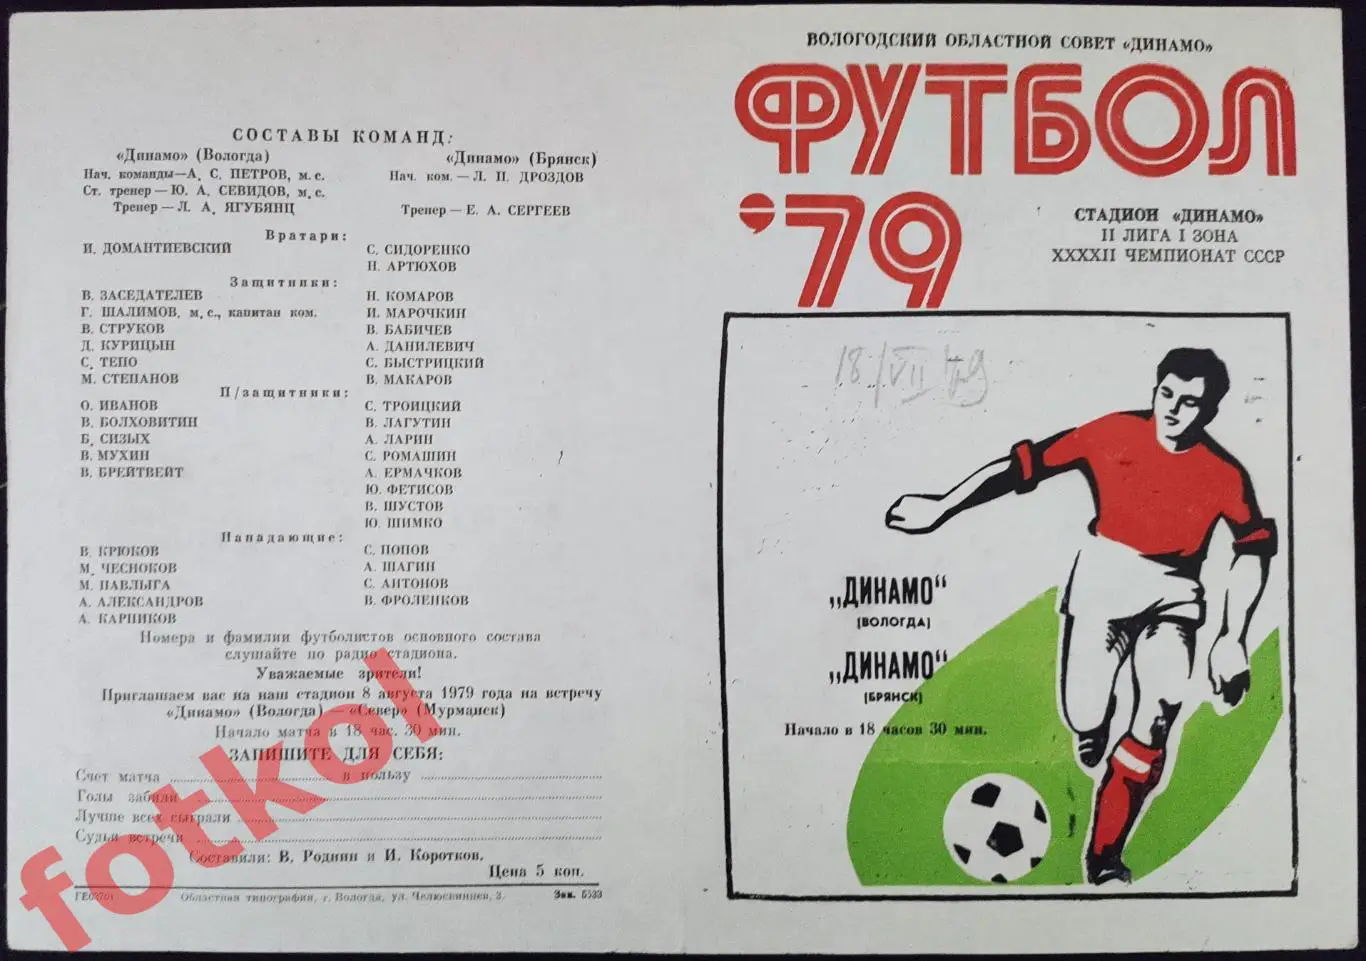 СОСТАВЫ КОМАНД:
«Динамо» (Вологда)
Нач. команды—А. С. ПЕТРОВ, м. с.
Ст. тренер—Ю. А. СЕВИДОВ, м. с.
Тренер—Л. А. ЯГУБЯНЦ
«Динамо» (Брянск)
Нач. ком.—Л. П. ДРОЗДОВ
Тренер—Е. А. СЕРГЕЕВ
Вратари:
И. ДОМАНТИЕВСКИЙ
С. СИДОРЕНКО
Н. АРТЮХОВ
Защитники:
В. ЗАСЕДАТЕЛЕВ
Г. ШАЛИМОВ, м. с., капитан ком.
В. СТРУКОВ
Д. КУРИЦЫН
С. ТЕПО
М. СТЕПАНОВ
Н. КОМАРОВ
И. МАРОЧКИН
В. БАБИЧЕВ
А. ДАНИЛЕВИЧ
С. БЫСТРИЦКИЙ
В. МАКАРОВ
П/защитники:
О. ИВАНОВ
В. БОЛХОВИТИН
Б. СИЗЫХ
В. МУХИН
В. БРЕЙТВЕЙТ
С. ТРОИЦКИЙ
В. ЛАГУТИН
А. ЛАРИН
С. РОМАШИН
А. ЕРМАЧКОВ
Ю. ФЕТИСОВ
В. ШУСТОВ
Ю. ШИМКО
Нападающие:
В. КРЮКОВ
М. ЧЕСНОКОВ
М. ПАВЛЫГА
А. АЛЕКСАНДРОВ
А. КАРПИКОВ
С. ПОПОВ
А. ШАГИН
С. АНТОНОВ
В. ФРОЛЕНКОВ
Номера и фамилии футболистов основного состава
слушайте по радио стадиона.
Уважаемые зрители!
Приглашаем вас на наш стадион 8 августа 1979 года на встречу
«Динамо» (Вологда) — «Север» (Мурманск)
Начало матча в 18 час. 30 мин.
ЗАПИШИТЕ ДЛЯ СЕБЯ:
Счет матча в пользу
Голы забили
Лучше всех сыграли
Судьи встречи
Составили: В. Роднин и И. Коротков.
Цена 5 коп.
Областная типография, г. Вологда, ул. Челюскинцев, 3.
Зак. 5533
ВОЛОГОДСКИЙ ОБЛАСТНОЙ СОВЕТ «ДИНАМО»
ФУТБОЛ
'79
СТАДИОН «ДИНАМО»
II ЛИГА I ЗОНА
XXXXII ЧЕМПИОНАТ СССР
18/VII 79
„ДИНАМО“
(ВОЛОГДА)
„ДИНАМО“
(БРЯНСК)
Начало в 18 часов 30 мин.
fotkol